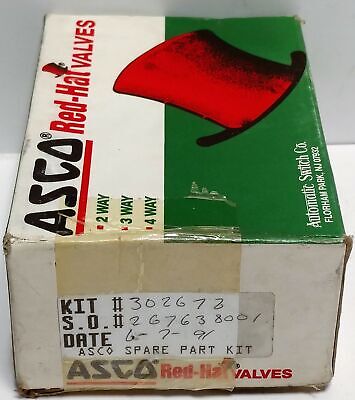 ASCO®
Red-Hat VALVES
2 WAY
3 WAY
4 WAY
Automatic Switch Co.
FLORHAM PARK, NJ 07932
KIT # 302672
S.O.# 267638001
DATE 6-7-91
ASCO SPARE PART KIT
ASCO Red-Hat VALVES